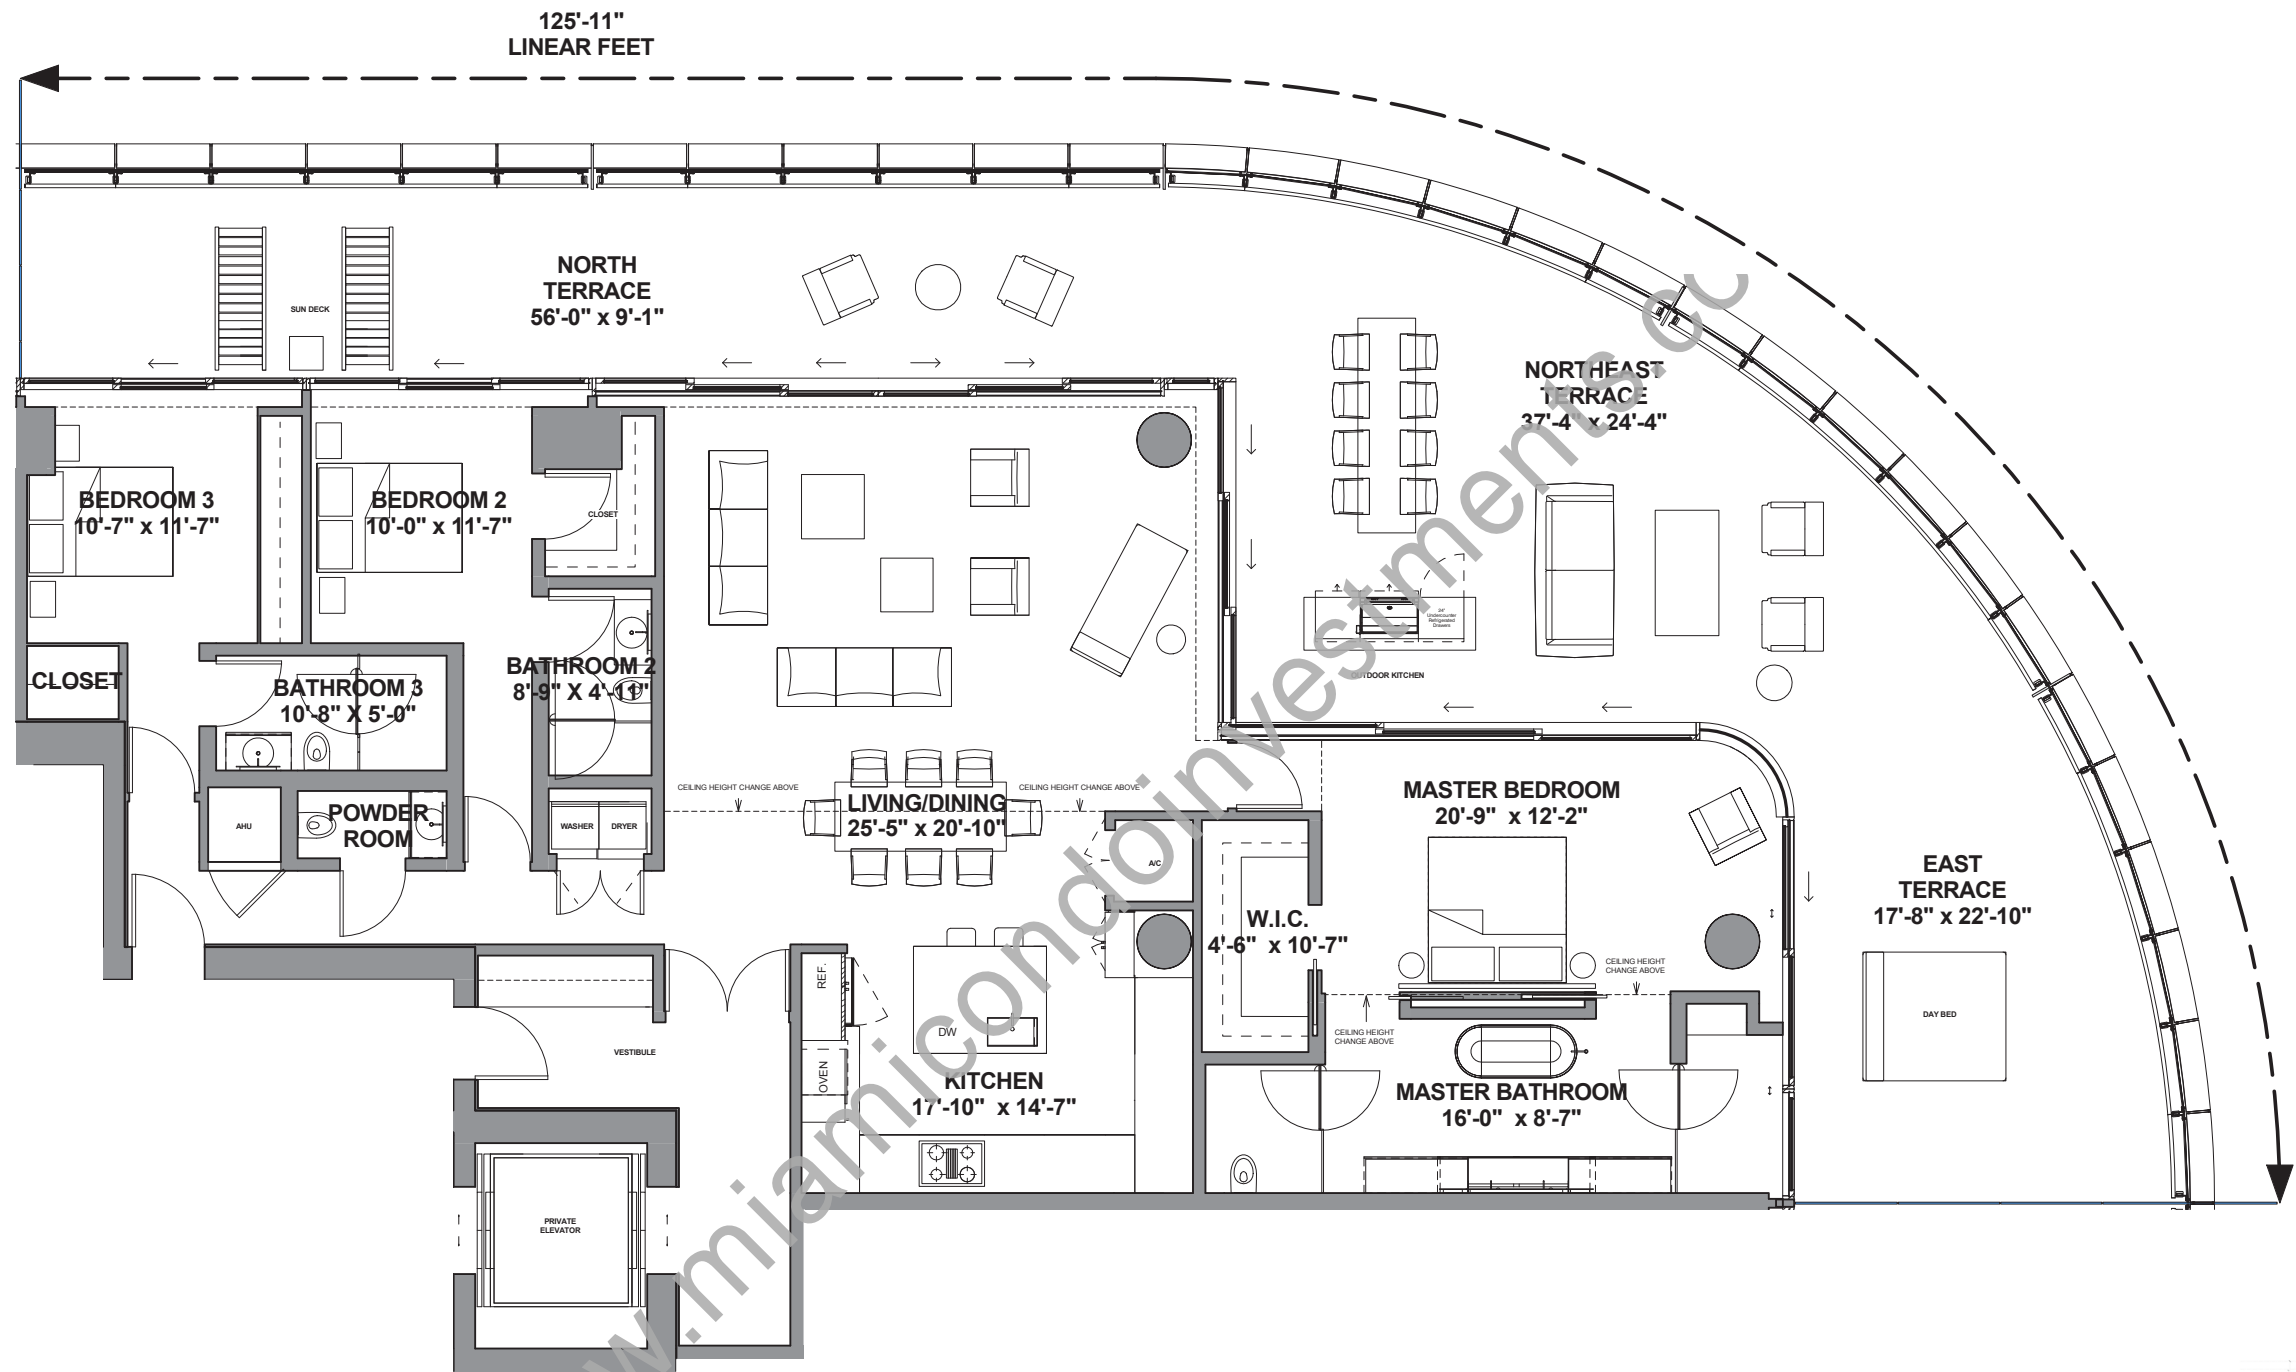 125'-11"
LINEAR FEET
NORTH
TERRACE
56'-0" x 9'-1"
SUN DECK
NORTHEAST
TERRACE
37'-4" x 24'-4"
BEDROOM 3
10'-7" x 11'-7"
BEDROOM 2
10'-0" x 11'-7"
CLOSET
24"
Undercounter
Refrigerated
Drawers
OUTDOOR KITCHEN
CLOSET
BATHROOM 3
10'-8" X 5'-0"
BATHROOM 2
8'-9" X 4'-11"
CEILING HEIGHT CHANGE ABOVE
CEILING HEIGHT CHANGE ABOVE
LIVING/DINING
25'-5" x 20'-10"
MASTER BEDROOM
20'-9" x 12'-2"
AHU
POWDER
ROOM
WASHER
DRYER
A/C
EAST
TERRACE
17'-8" x 22'-10"
W.I.C.
4'-6" x 10'-7"
REF.
CEILING HEIGHT
CHANGE ABOVE
DW
CEILING HEIGHT
CHANGE ABOVE
DAY BED
VESTIBULE
OVEN
KITCHEN
17'-10" x 14'-7"
MASTER BATHROOM
16'-0" x 8'-7"
PRIVATE
ELEVATOR
w.miamicondoinvestments.co